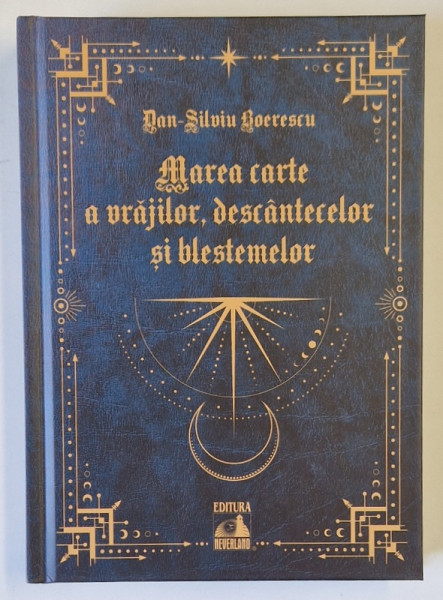 Dan-Silviu Boerescu
Marea carte
a vrăjilor, descântecelor
și blestemelor
EDITURA
NEVERLAND